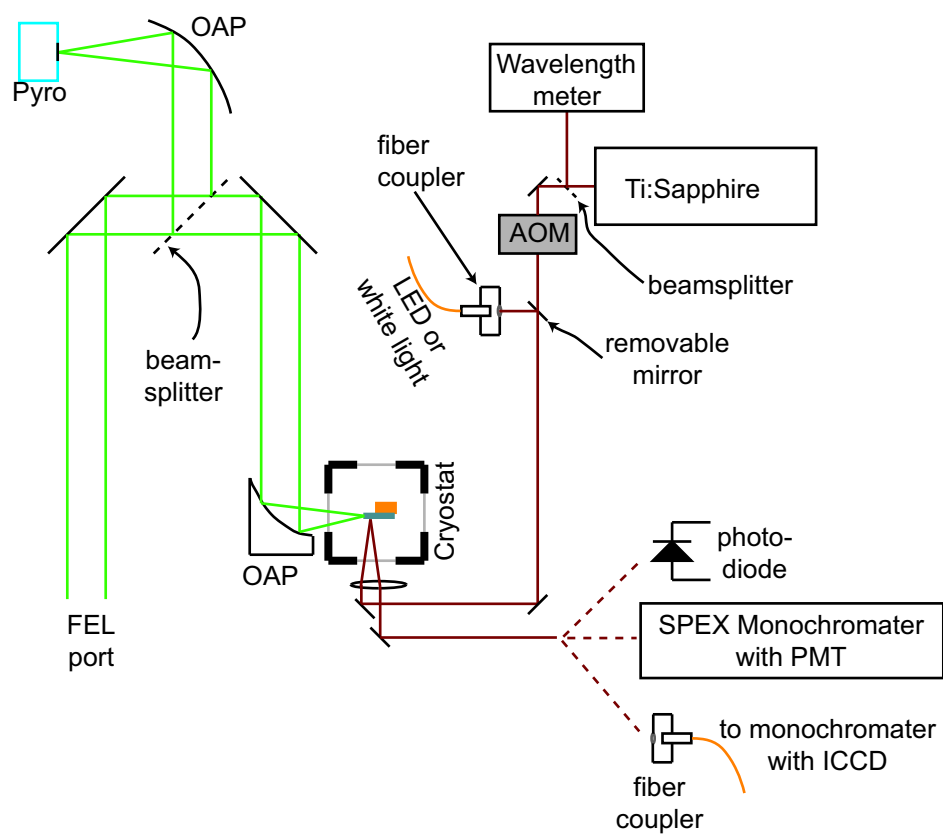 OAP
Pyro
Wavelength
meter
fiber
coupler
Ti:Sapphire
AOM
LED or
white light
beamsplitter
removable
mirror
beam-
splitter
Cryostat
OAP
photo-
diode
FEL
port
SPEX Monochromater
with PMT
to monochromater
with ICCD
fiber
coupler